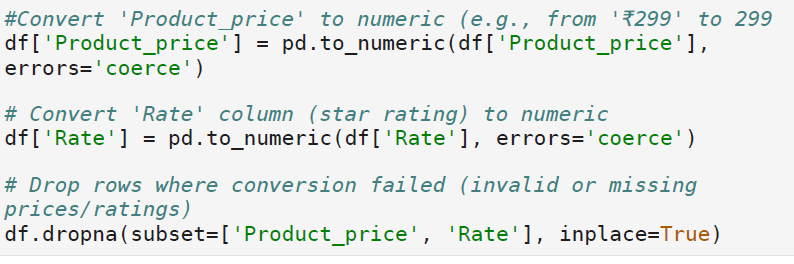 #Convert 'Product_price' to numeric (e.g., from '₹299' to 299
df['Product_price'] = pd.to_numeric(df['Product_price'],
errors='coerce')
# Convert 'Rate' column (star rating) to numeric
df['Rate'] = pd.to_numeric(df['Rate'], errors='coerce')
# Drop rows where conversion failed (invalid or missing
prices/ratings)
df.dropna(subset=['Product_price', 'Rate'], inplace=True)